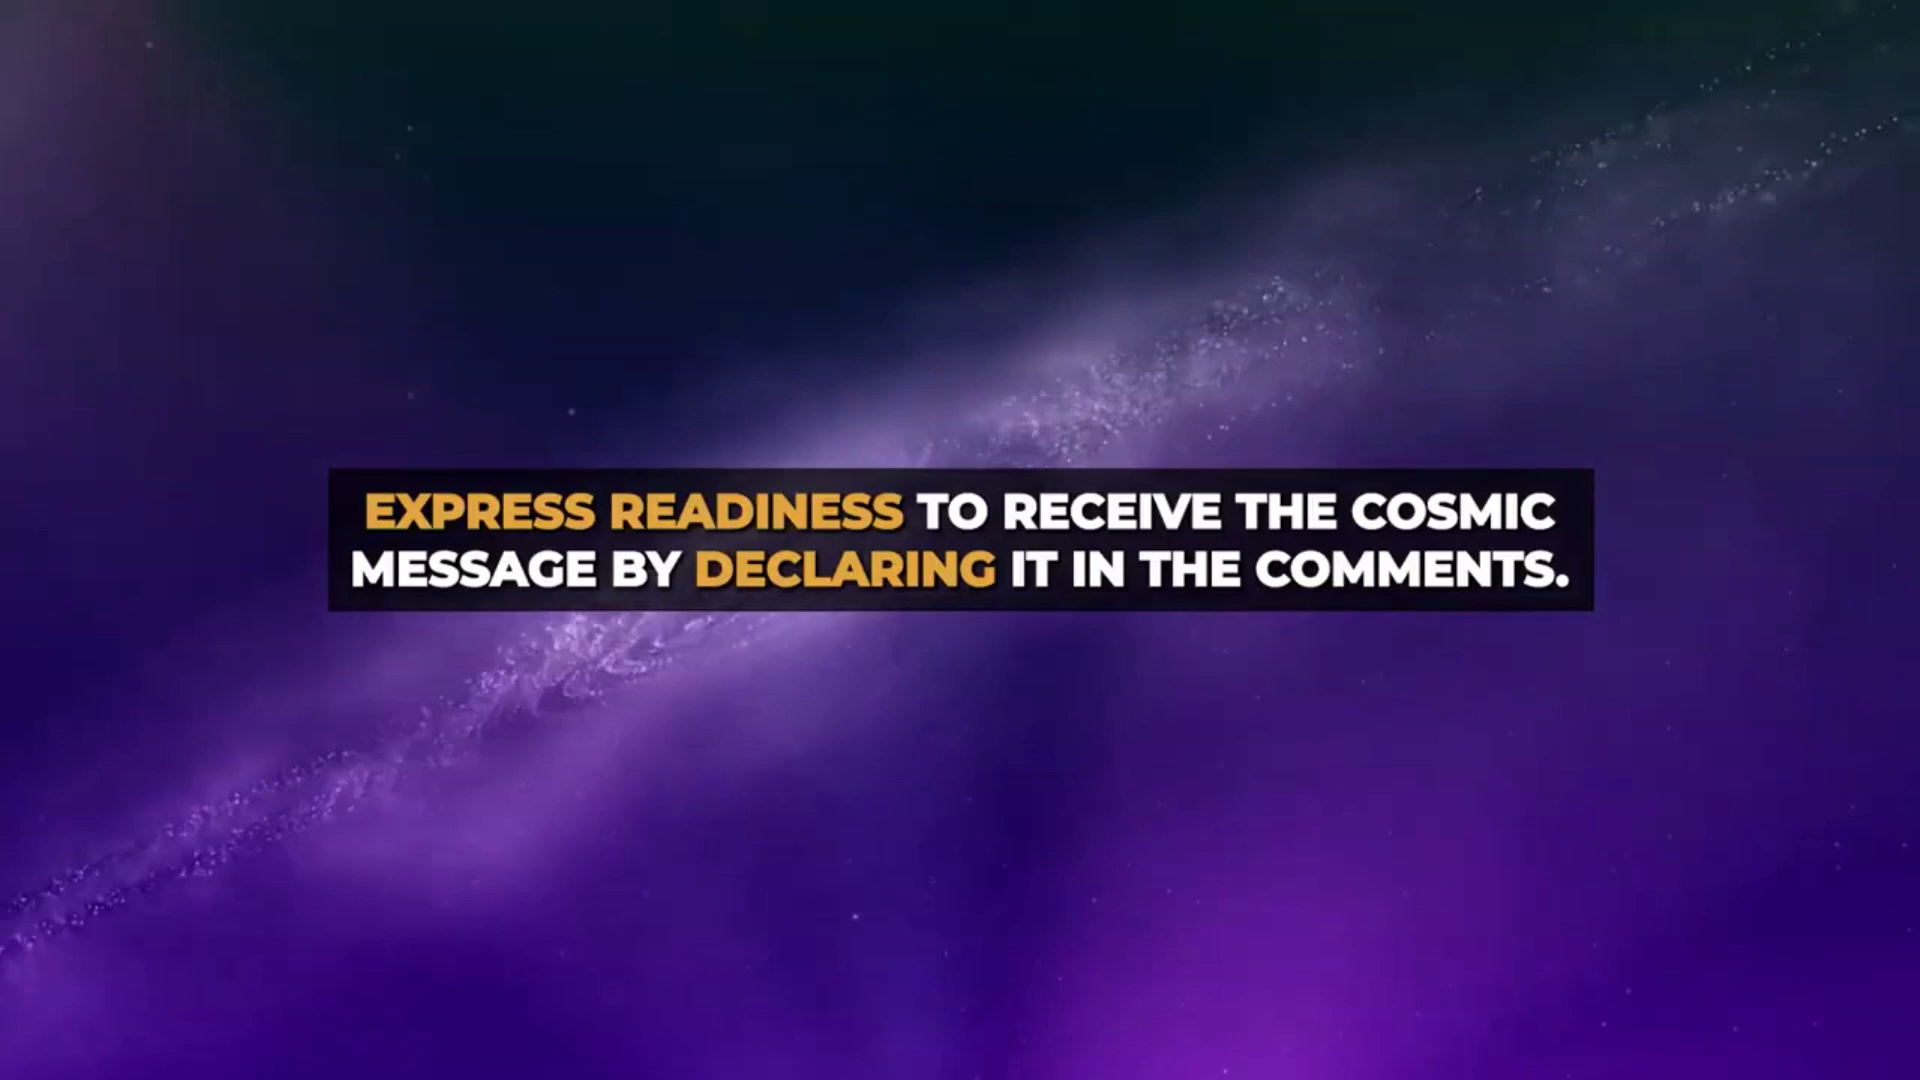 EXPRESS READINESS TO RECEIVE THE COSMIC
MESSAGE BY DECLARING IT IN THE COMMENTS.